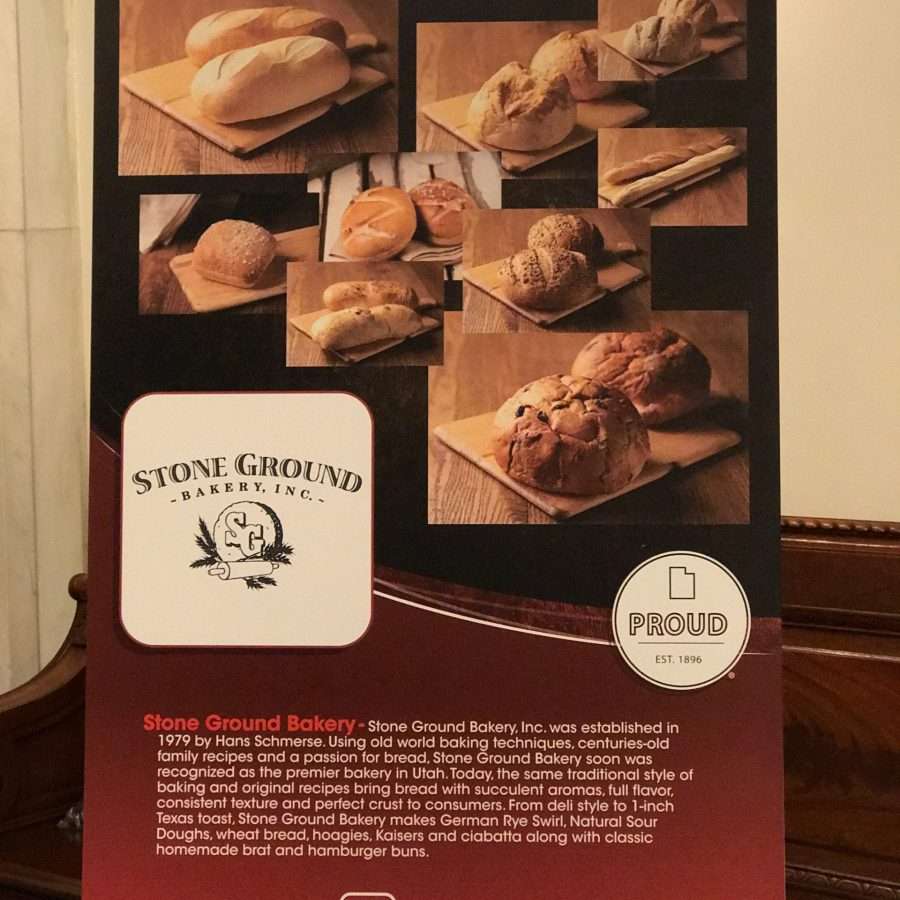 STONE GROUND
- BAKERY, INC. -
SG
PROUD
EST. 1896
Stone Ground Bakery - Stone Ground Bakery, Inc. was established in
1979 by Hans Schmerse. Using old world baking techniques, centuries-old
family recipes and a passion for bread, Stone Ground Bakery soon was
recognized as the premier bakery in Utah. Today, the same traditional style of
baking and original recipes bring bread with succulent aromas, full flavor,
consistent texture and perfect crust to consumers. From deli style to 1-inch
Texas toast, Stone Ground Bakery makes German Rye Swirl, Natural Sour
Doughs, wheat bread, hoagies, Kaisers and ciabatta along with classic
homemade brat and hamburger buns.